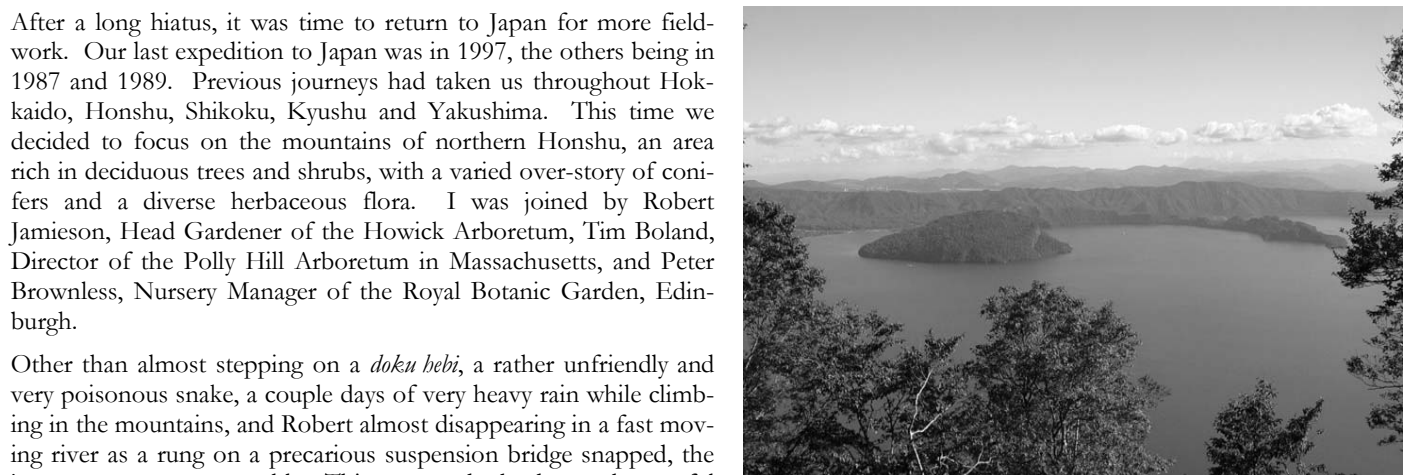 After a long hiatus, it was time to return to Japan for more field-
work.  Our last expedition to Japan was in 1997, the others being in
1987 and 1989.  Previous journeys had taken us throughout Hok-
kaido, Honshu, Shikoku, Kyushu and Yakushima.  This time we
decided to focus on the mountains of northern Honshu, an area
rich in deciduous trees and shrubs, with a varied over-story of coni-
fers and a diverse herbaceous flora.  I was joined by Robert
Jamieson, Head Gardener of the Howick Arboretum, Tim Boland,
Director of the Polly Hill Arboretum in Massachusetts, and Peter
Brownless, Nursery Manager of the Royal Botanic Garden, Edin-
burgh.
Other than almost stepping on a doku hebi, a rather unfriendly and
very poisonous snake, a couple days of very heavy rain while climb-
ing in the mountains, and Robert almost disappearing in a fast mov-
ing river as a rung on a precarious suspension bridge snapped, the